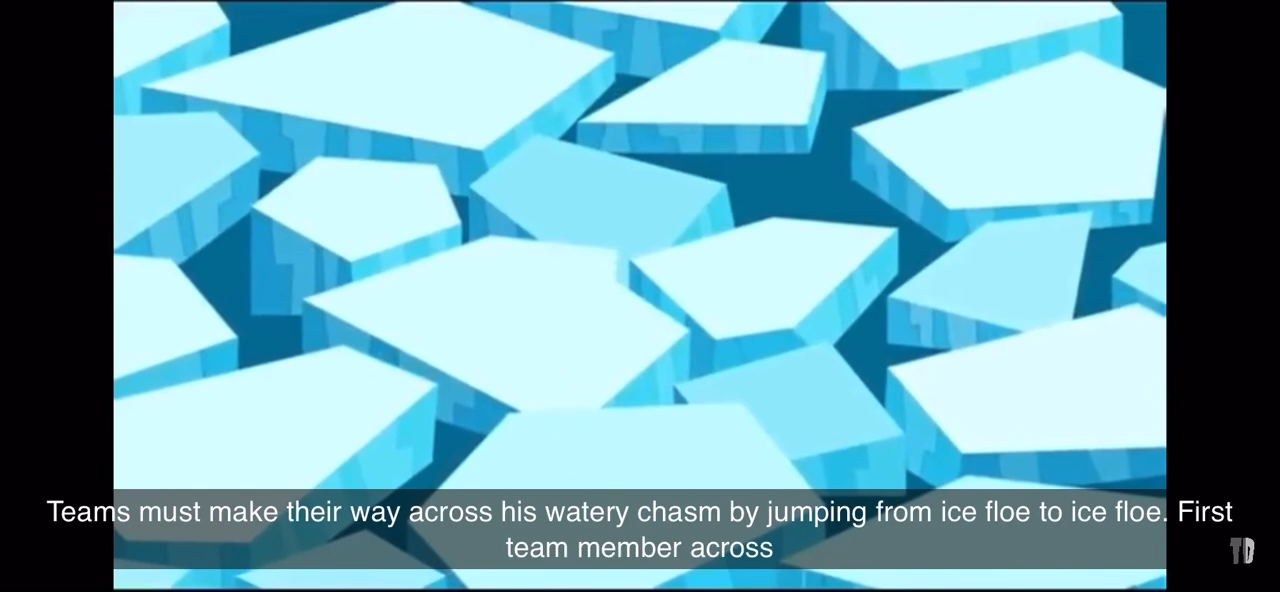 Teams must make their way across his watery chasm by jumping from ice floe to ice floe. First
team member across
TD